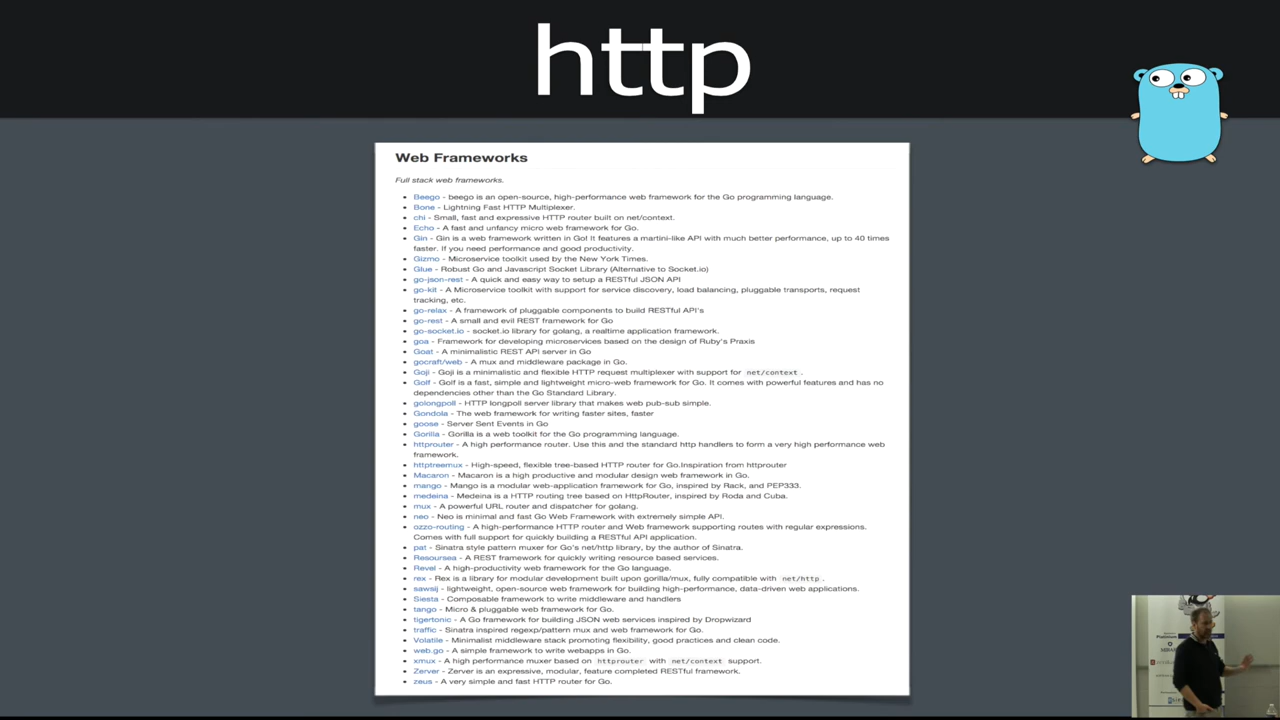 http
Web Frameworks
Full stack web frameworks.
• Beego - beego is an open-source, high-performance web framework for the Go programming language.
• Bone - Lightning Fast HTTP Multiplexer.
• chi - Small, fast and expressive HTTP router built on net/context.
• Echo - A fast and unfancy micro web framework for Go.
• Gin - Gin is a web framework written in Go! It features a martini-like API with much better performance, up to 40 times
faster. If you need performance and good productivity.
• Gizmo - Microservice toolkit used by the New York Times.
• Glue - Robust Go and Javascript Socket Library (Alternative to Socket.io)
• go-json-rest - A quick and easy way to setup a RESTful JSON API
• go-kit - A Microservice toolkit with support for service discovery, load balancing, pluggable transports, request
tracking, etc.
• go-relax - A framework of pluggable components to build RESTful API's
• go-rest - A small and evil REST framework for Go
• go-socket.io - socket.io library for golang, a realtime application framework.
• goa - Framework for developing microservices based on the design of Ruby's Praxis
• Goat - A minimalistic REST API server in Go
• gocraft/web - A mux and middleware package in Go.
• Goji - Goji is a minimalistic and flexible HTTP request multiplexer with support for net/context.
• Golf - Golf is a fast, simple and lightweight micro-web framework for Go. It comes with powerful features and has no
dependencies other than the Go Standard Library.
• golongpoll - HTTP longpoll server library that makes web pub-sub simple.
• Gondola - The web framework for writing faster sites, faster
• goose - Server Sent Events in Go
• Gorilla - Gorilla is a web toolkit for the Go programming language.
• httprouter - A high performance router. Use this and the standard http handlers to form a very high performance web
framework.
• httptreemux - High-speed, flexible tree-based HTTP router for Go.Inspiration from httprouter
• Macaron - Macaron is a high productive and modular design web framework in Go.
• mango - Mango is a modular web-application framework for Go, inspired by Rack, and PEP333.
• medeina - Medeina is a HTTP routing tree based on HttpRouter, inspired by Roda and Cuba.
• mux - A powerful URL router and dispatcher for golang.
• neo - Neo is minimal and fast Go Web Framework with extremely simple API.
• ozzo-routing - A high-performance HTTP router and Web framework supporting routes with regular expressions.
Comes with full support for quickly building a RESTful API application.
• pat - Sinatra style pattern muxer for Go's net/http library, by the author of Sinatra.
• Resoursea - A REST framework for quickly writing resource based services.
• Revel - A high-productivity web framework for the Go language.
• rex - Rex is a library for modular development built upon gorilla/mux, fully compatible with net/http.
• sawsij - lightweight, open-source web framework for building high-performance, data-driven web applications.
• Siesta - Composable framework to write middleware and handlers
• tango - Micro & pluggable web framework for Go.
• tigertonic - A Go framework for building JSON web services inspired by Dropwizard
• traffic - Sinatra inspired regexp/pattern mux and web framework for Go.
• Volatile - Minimalist middleware stack promoting flexibility, good practices and clean code.
• web.go - A simple framework to write webapps in Go.
• xmux - A high performance muxer based on httprouter with net/context support.
• Zerver - Zerver is an expressive, modular, feature completed RESTful framework.
• zeus - A very simple and fast HTTP router for Go.